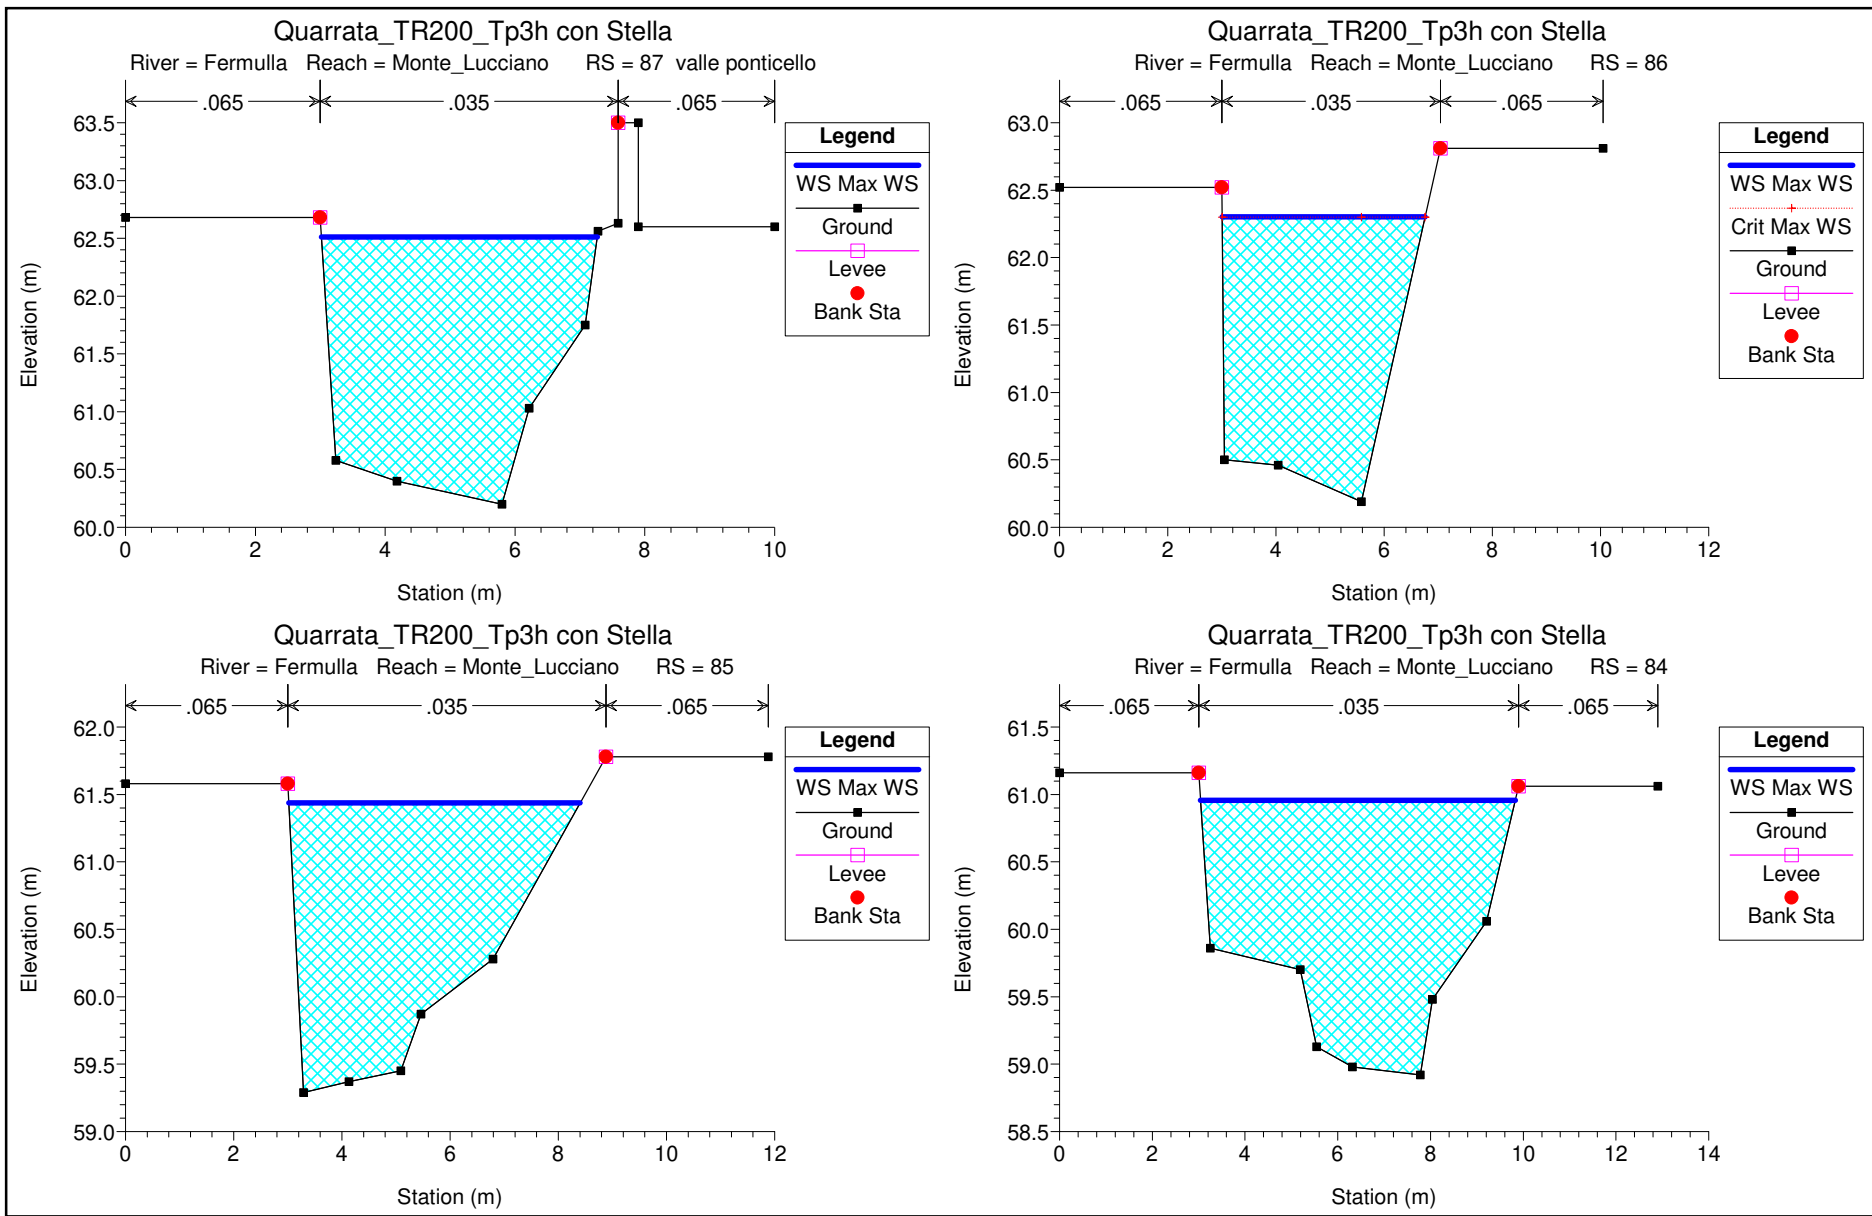 Quarrata_TR200_Tp3h con Stella
River = Fermulla Reach = Monte_Lucciano RS = 87 valle ponticello
.065 .035 .065
63.5
63.0
62.5
62.0
61.5
61.0
60.5
60.0
Elevation (m)
0 2 4 6 8 10
Station (m)
Legend
WS Max WS
Ground
Levee
Bank Sta
Quarrata_TR200_Tp3h con Stella
River = Fermulla Reach = Monte_Lucciano RS = 86
.065 .035 .065
63.0
62.5
62.0
61.5
61.0
60.5
60.0
Elevation (m)
0 2 4 6 8 10 12
Station (m)
Legend
WS Max WS
Crit Max WS
Ground
Levee
Bank Sta
Quarrata_TR200_Tp3h con Stella
River = Fermulla Reach = Monte_Lucciano RS = 85
.065 .035 .065
62.0
61.5
61.0
60.5
60.0
59.5
59.0
Elevation (m)
0 2 4 6 8 10 12
Station (m)
Legend
WS Max WS
Ground
Levee
Bank Sta
Quarrata_TR200_Tp3h con Stella
River = Fermulla Reach = Monte_Lucciano RS = 84
.065 .035 .065
61.5
61.0
60.5
60.0
59.5
59.0
58.5
Elevation (m)
0 2 4 6 8 10 12 14
Station (m)
Legend
WS Max WS
Ground
Levee
Bank Sta